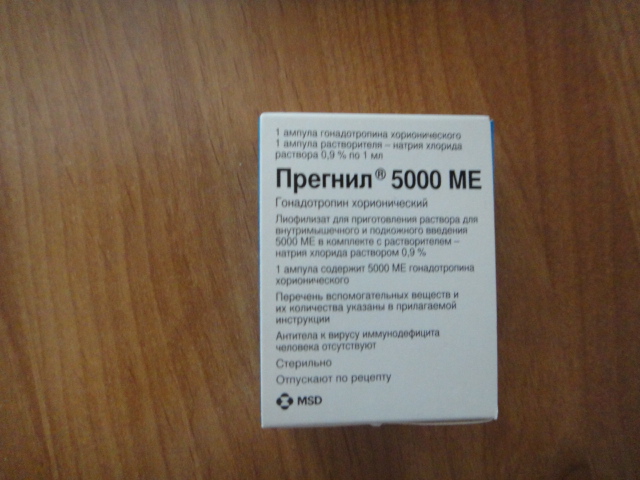 1 ампула гонадотропина хорионического
1 ампула растворителя – натрия хлорида
раствора 0,9 % по 1 мл
Прегнил® 5000 МЕ
Гонадотропин хорионический
Лиофилизат для приготовления раствора для
внутримышечного и подкожного введения
5000 МЕ в комплекте с растворителем –
натрия хлорида раствором 0,9 %
1 ампула содержит 5000 МЕ гонадотропина
хорионического
Перечень вспомогательных веществ и
их количества указаны в прилагаемой
инструкции
Антитела к вирусу иммунодефицита
человека отсутствуют
Стерильно
Отпускают по рецепту
MSD